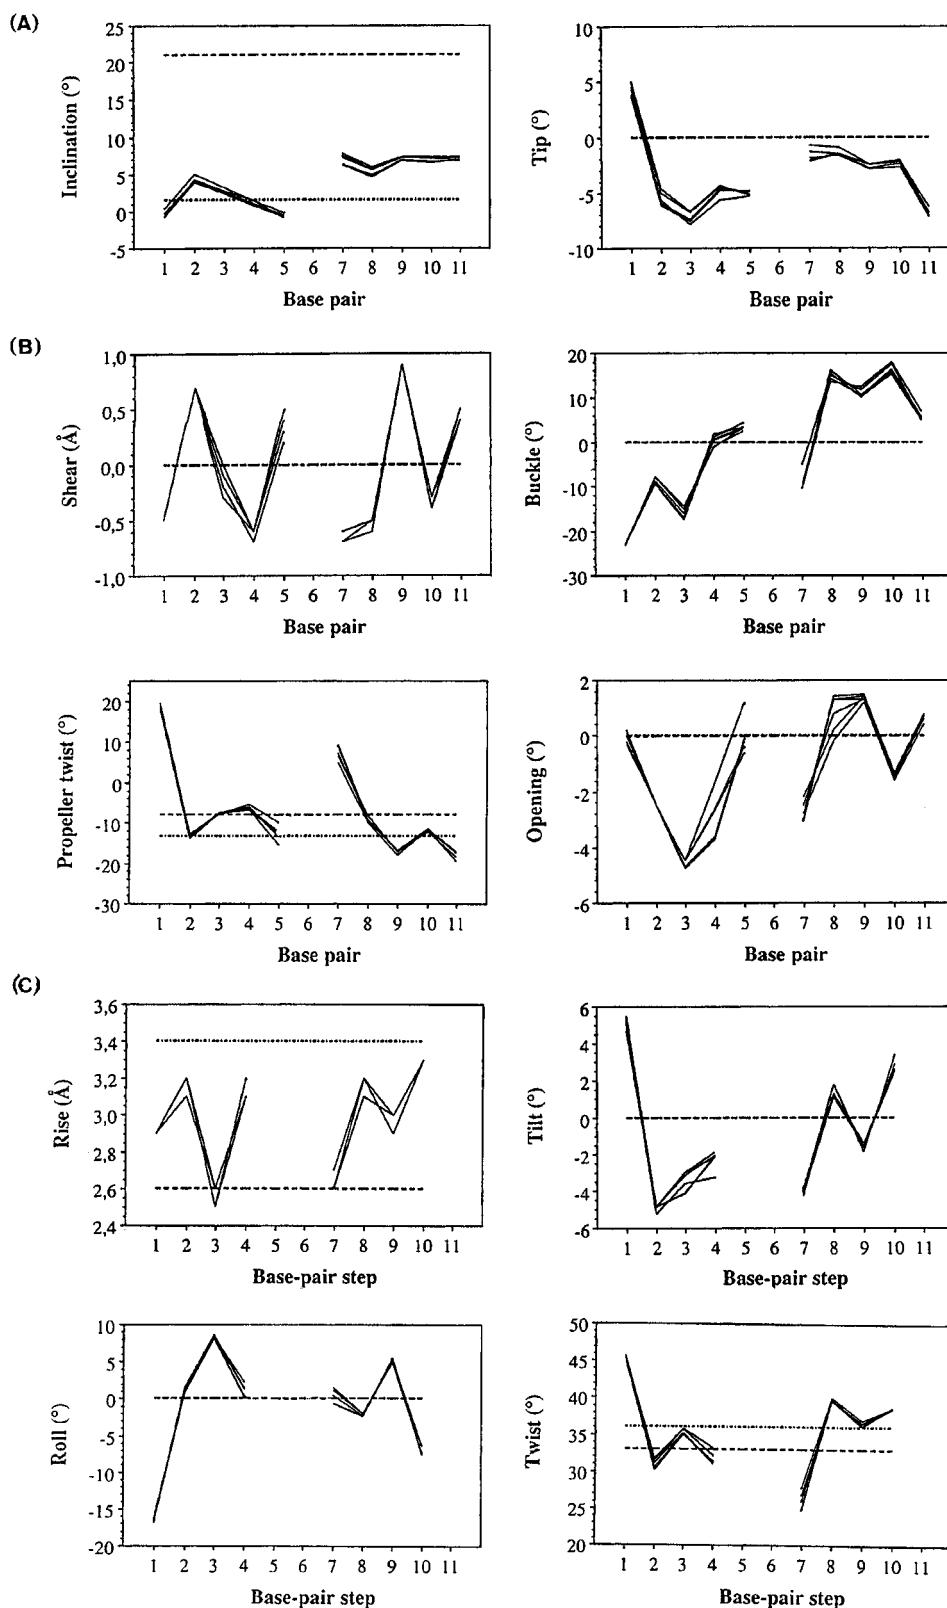 (A)
25
20
15
10
5
0
-5
Inclination (°)
1 2 3 4 5 6 7 8 9 10 11
Base pair
10
5
0
-5
-10
Tip (°)
1 2 3 4 5 6 7 8 9 10 11
Base pair
(B)
1,0
0,5
0,0
-0,5
-1,0
Shear (Å)
1 2 3 4 5 6 7 8 9 10 11
Base pair
20
10
0
-10
-20
-30
Buckle (°)
1 2 3 4 5 6 7 8 9 10 11
Base pair
20
10
0
-10
-20
-30
Propeller twist (°)
1 2 3 4 5 6 7 8 9 10 11
Base pair
2
0
-2
-4
-6
Opening (°)
1 2 3 4 5 6 7 8 9 10 11
Base pair
(C)
3,6
3,4
3,2
3,0
2,8
2,6
2,4
Rise (Å)
1 2 3 4 5 6 7 8 9 10 11
Base-pair step
6
4
2
0
-2
-4
-6
Tilt (°)
1 2 3 4 5 6 7 8 9 10 11
Base-pair step
10
5
0
-5
-10
-15
-20
Roll (°)
1 2 3 4 5 6 7 8 9 10 11
Base-pair step
50
45
40
35
30
25
20
Twist (°)
1 2 3 4 5 6 7 8 9 10 11
Base-pair step